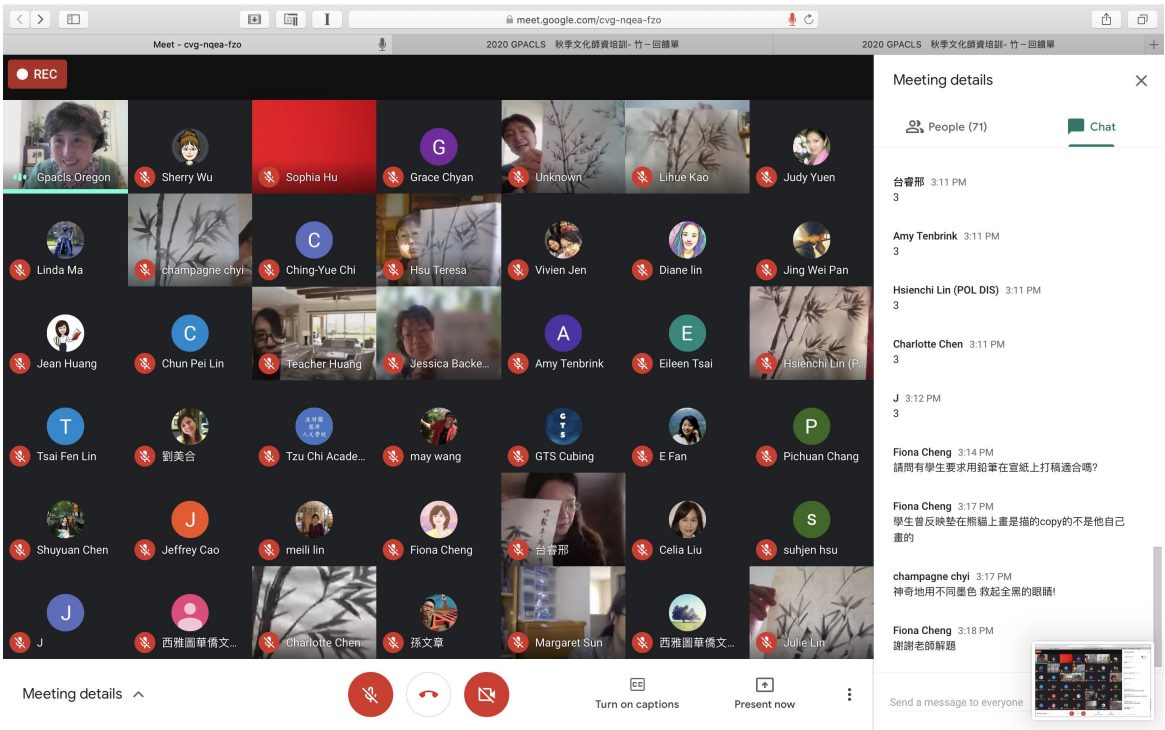 meet.google.com/cvg-nqea-fzo
Meet - cvg-nqea-fzo
2020 GPACLS 秋季文化師資培訓- 竹－回饋單
2020 GPACLS 秋季文化師資培訓- 竹－回饋單
REC
Gpacls Oregon
Sherry Wu
Sophia Hu
G
Grace Chyan
Unknown
Lihue Kao
Judy Yuen
Linda Ma
champagne chyi
C
Ching-Yue Chi
Hsu Teresa
Vivien Jen
Diane lin
Jing Wei Pan
Jean Huang
C
Chun Pei Lin
Teacher Huang
Jessica Backe...
A
Amy Tenbrink
E
Eileen Tsai
Hsienchi Lin (P...
T
Tsai Fen Lin
劉美合
Tzu Chi Acade...
may wang
G
T
S
GTS Cubing
E Fan
P
Pichuan Chang
Shuyuan Chen
J
Jeffrey Cao
meili lin
Fiona Cheng
台睿邢
Celia Liu
s
suhjen hsu
J
J
西雅圖華僑文...
Charlotte Chen
孫文章
Margaret Sun
西雅圖華僑文...
Julie Lin
Meeting details
CC
Turn on captions
Present now
Meeting details
People (71)
Chat
台睿邢 3:11 PM
3
Amy Tenbrink 3:11 PM
3
Hsienchi Lin (POL DIS) 3:11 PM
3
Charlotte Chen 3:11 PM
3
J 3:12 PM
3
Fiona Cheng 3:14 PM
請問有學生要求用鉛筆在宣紙上打稿適合嗎?
Fiona Cheng 3:17 PM
學生曾反映墊在熊貓上畫是描的copy的不是他自己
畫的
champagne chyi 3:17 PM
神奇地用不同墨色 救起全黑的眼睛!
Fiona Cheng 3:18 PM
謝謝老師解題
Send a message to everyone